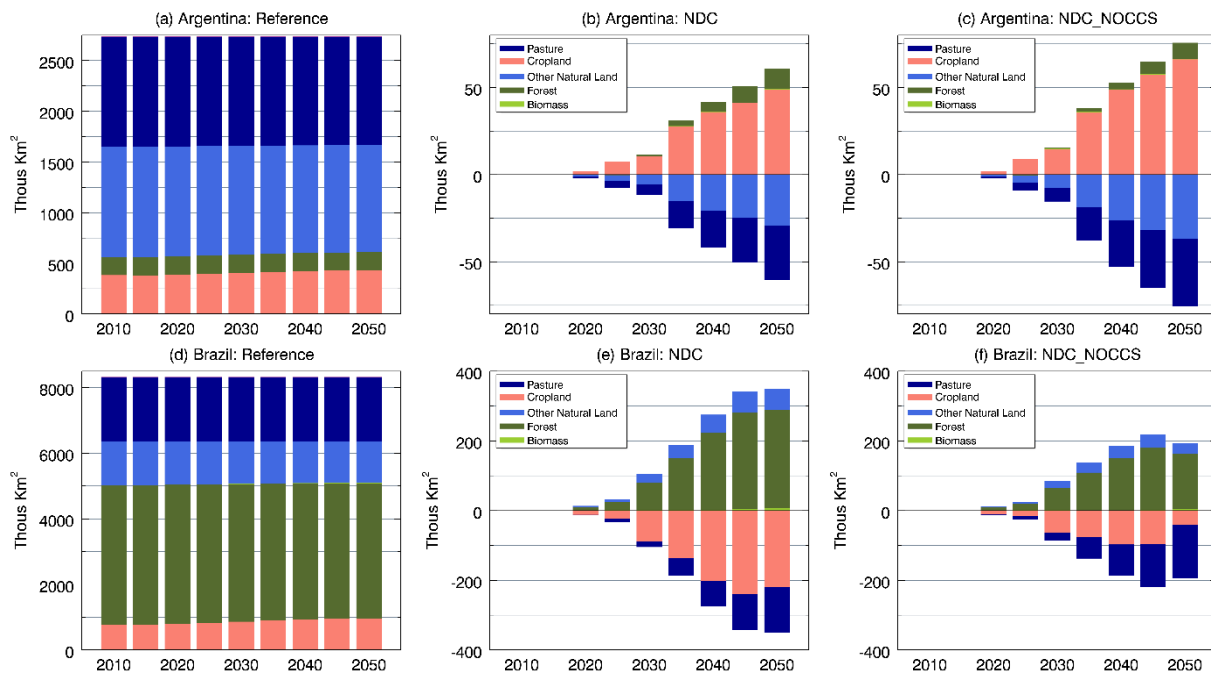 (a) Argentina: Reference
Thous Km²
2500
2000
1500
1000
500
0
2010 2020 2030 2040 2050
(b) Argentina: NDC
Thous Km²
50
0
-50
Pasture
Cropland
Other Natural Land
Forest
Biomass
2010 2020 2030 2040 2050
(c) Argentina: NDC_NOCCS
Thous Km²
50
0
-50
Pasture
Cropland
Other Natural Land
Forest
Biomass
2010 2020 2030 2040 2050
(d) Brazil: Reference
Thous Km²
8000
6000
4000
2000
0
2010 2020 2030 2040 2050
(e) Brazil: NDC
Thous Km²
400
200
0
-200
-400
Pasture
Cropland
Other Natural Land
Forest
Biomass
2010 2020 2030 2040 2050
(f) Brazil: NDC_NOCCS
Thous Km²
400
200
0
-200
-400
Pasture
Cropland
Other Natural Land
Forest
Biomass
2010 2020 2030 2040 2050